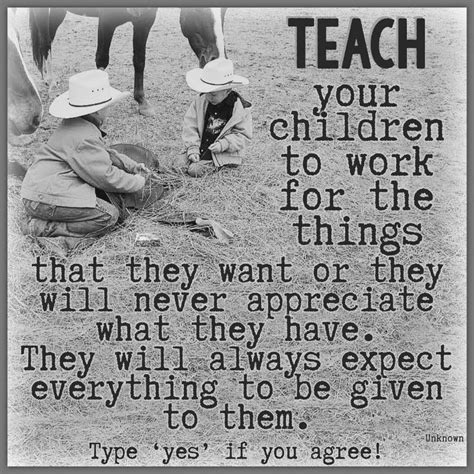 TEACH
your
children
to work
for the
things
that they want or they
will never appreciate
what they have.
They will always expect
everything to be given
to them.
-Unknown
Type ‘yes’ if you agree!